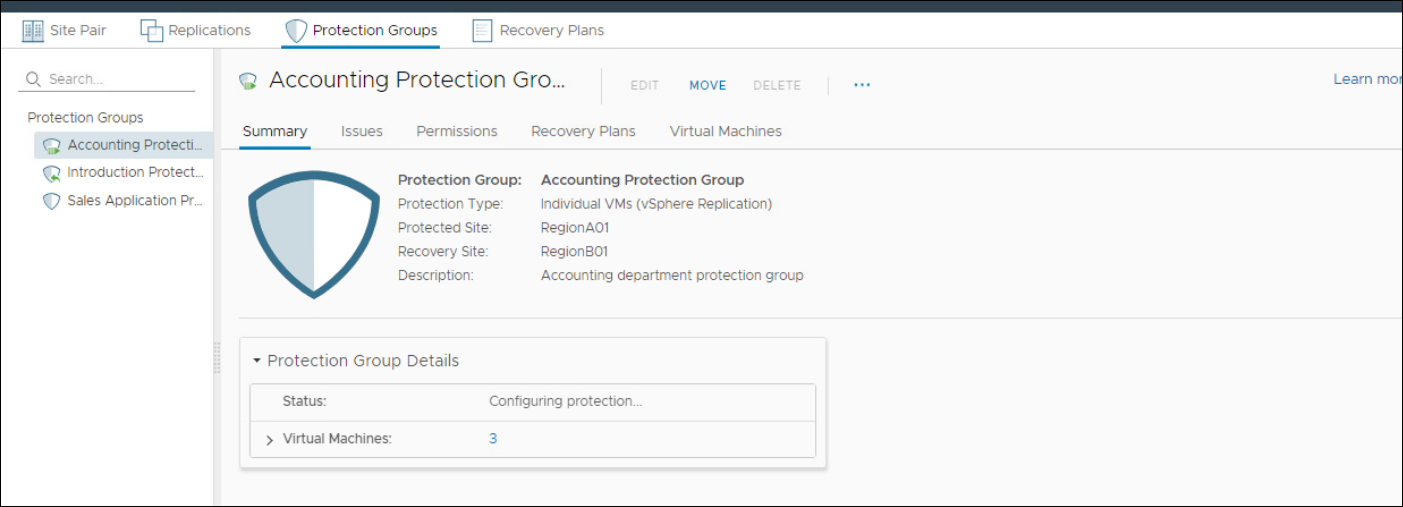 Site Pair Replications Protection Groups Recovery Plans
Search...
Accounting Protection Gro... EDIT MOVE DELETE ...
Learn mor
Protection Groups
Accounting Protecti...
Introduction Protect...
Sales Application Pr...
Summary Issues Permissions Recovery Plans Virtual Machines
Protection Group: Accounting Protection Group
Protection Type: Individual VMs (vSphere Replication)
Protected Site: RegionA01
Recovery Site: RegionB01
Description: Accounting department protection group
Protection Group Details
Status: Configuring protection...
Virtual Machines: 3